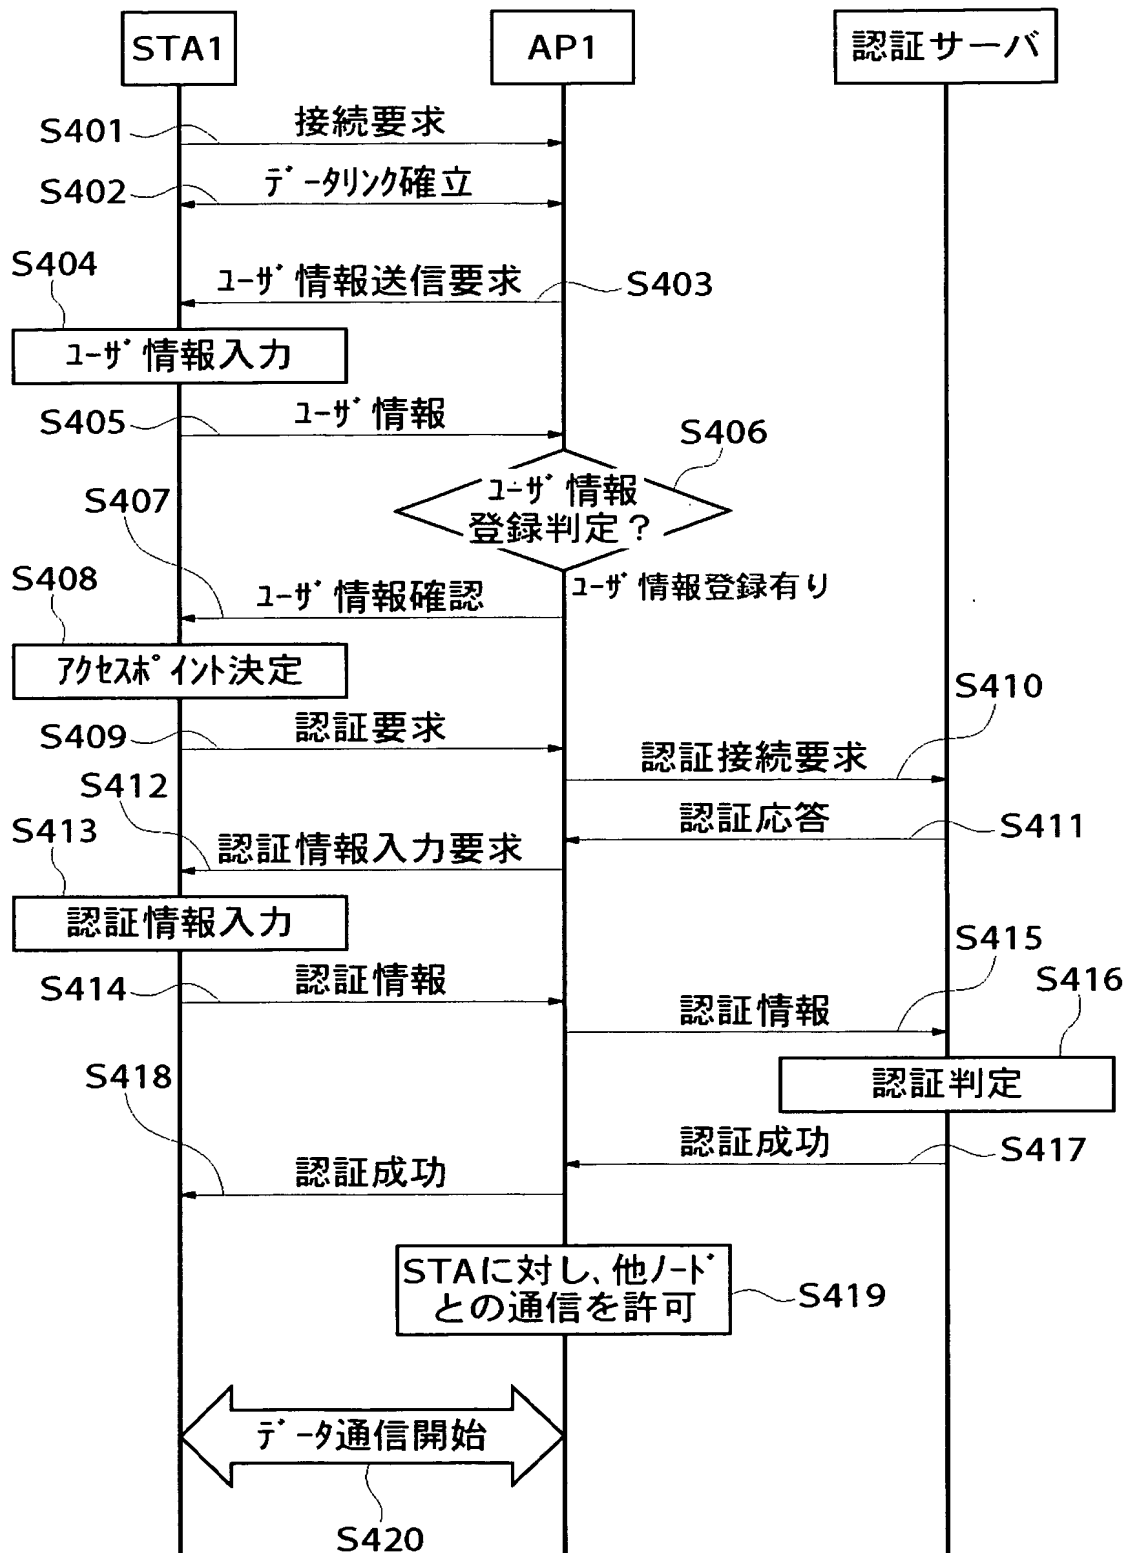 STA1
AP1
認証サーバ
S401
接続要求
S402
ﾃﾞｰﾀﾘﾝｸ確立
S404
ﾕｰｻﾞ情報送信要求
S403
ﾕｰｻﾞ情報入力
S405
ﾕｰｻﾞ情報
S406
ﾕｰｻﾞ情報
登録判定？
S407
ﾕｰｻﾞ情報登録有り
S408
ﾕｰｻﾞ情報確認
ｱｸｾｽﾎﾟｲﾝﾄ決定
S409
認証要求
S410
認証接続要求
S412
認証応答
S411
S413
認証情報入力要求
認証情報入力
S414
認証情報
S415
認証情報
S416
認証判定
S418
認証成功
S417
認証成功
STAに対し、他ﾉｰﾄﾞ
との通信を許可
S419
ﾃﾞｰﾀ通信開始
S420